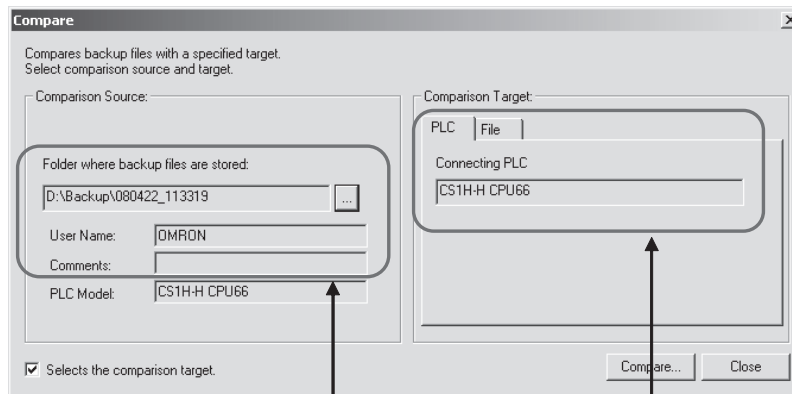 Compare
Compares backup files with a specified target.
Select comparison source and target.
Comparison Source:
Folder where backup files are stored:
D:\Backup\080422_113319
...
User Name: OMRON
Comments:
PLC Model: CS1H-H CPU66
Comparison Target:
PLC File
Connecting PLC
CS1H-H CPU66
Selects the comparison target.
Compare... Close